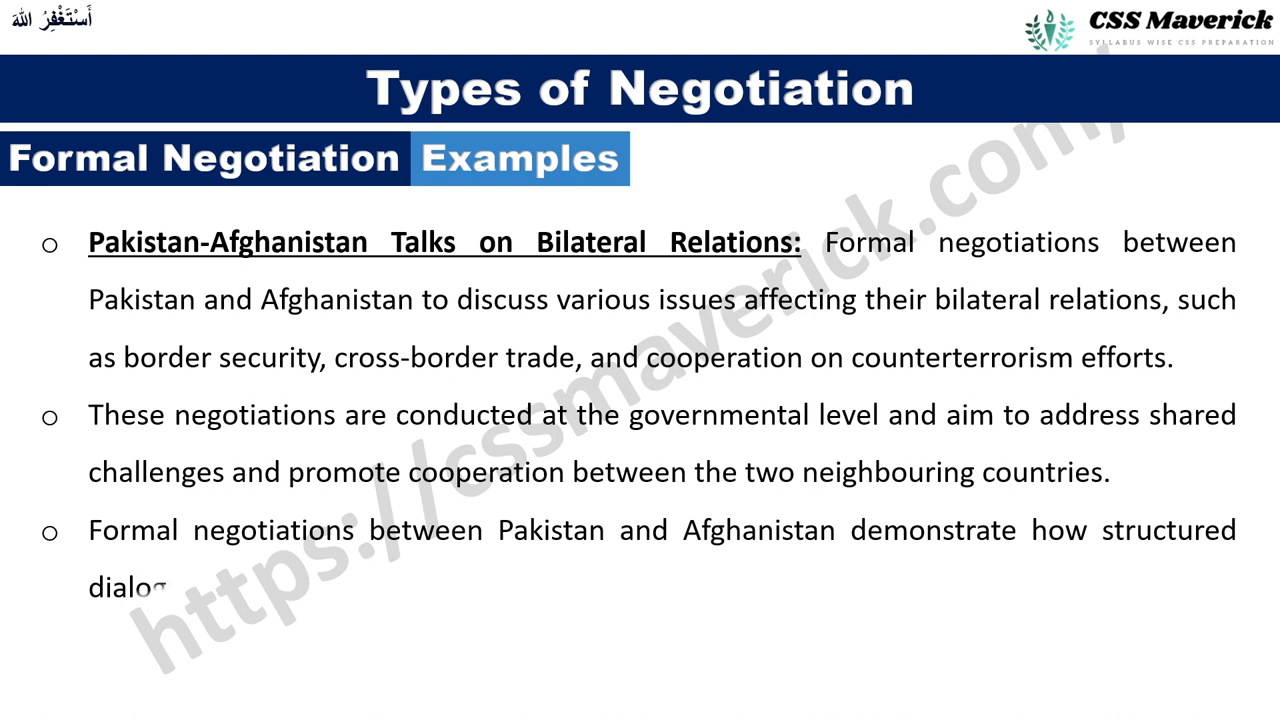 أَسْتَغْفِرُ اللهَ
CSS Maverick
SYLLABUS WISE CSS PREPARATION
Types of Negotiation
Formal Negotiation Examples
o Pakistan-Afghanistan Talks on Bilateral Relations: Formal negotiations between
Pakistan and Afghanistan to discuss various issues affecting their bilateral relations, such
as border security, cross-border trade, and cooperation on counterterrorism efforts.
o These negotiations are conducted at the governmental level and aim to address shared
challenges and promote cooperation between the two neighbouring countries.
o Formal negotiations between Pakistan and Afghanistan demonstrate how structured
dialog
https://cssmaverick.com/